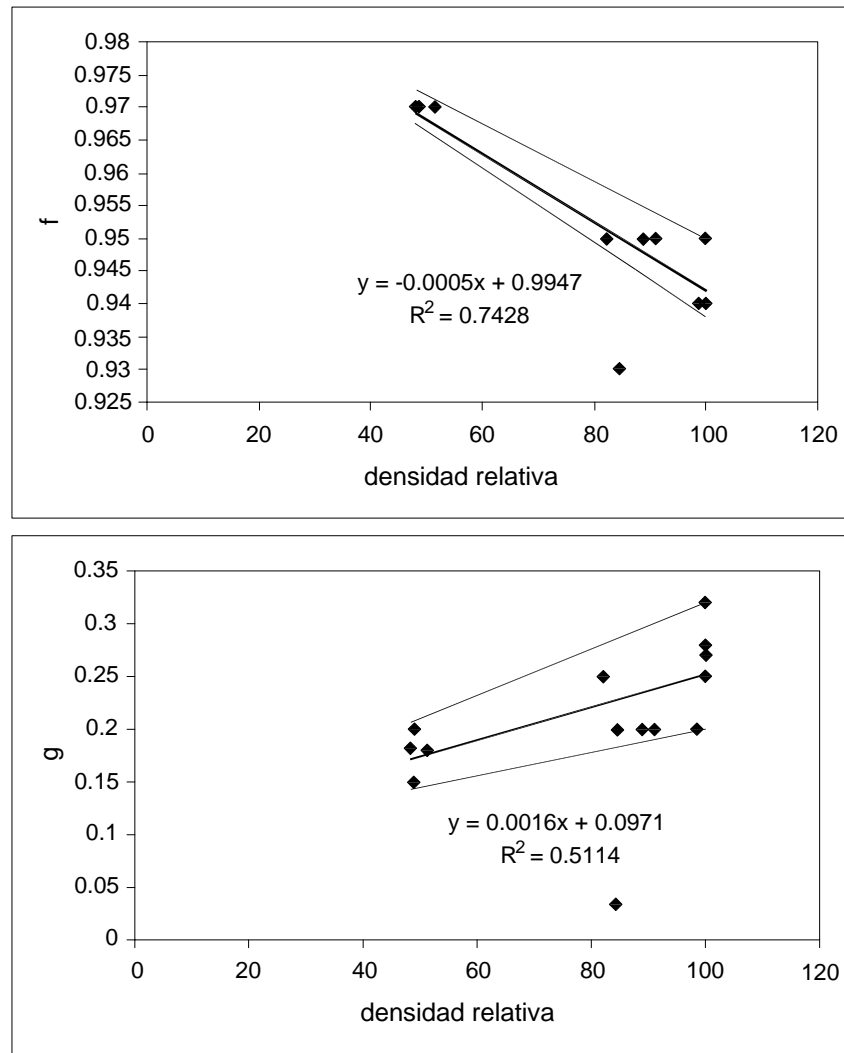 0.98
0.975
0.97
0.965
0.96
0.955
0.95
0.945
0.94
0.935
0.93
0.925
f
y = -0.0005x + 0.9947
R² = 0.7428
0 20 40 60 80 100 120
densidad relativa
0.35
0.3
0.25
0.2
0.15
0.1
0.05
0
g
y = 0.0016x + 0.0971
R² = 0.5114
0 20 40 60 80 100 120
densidad relativa